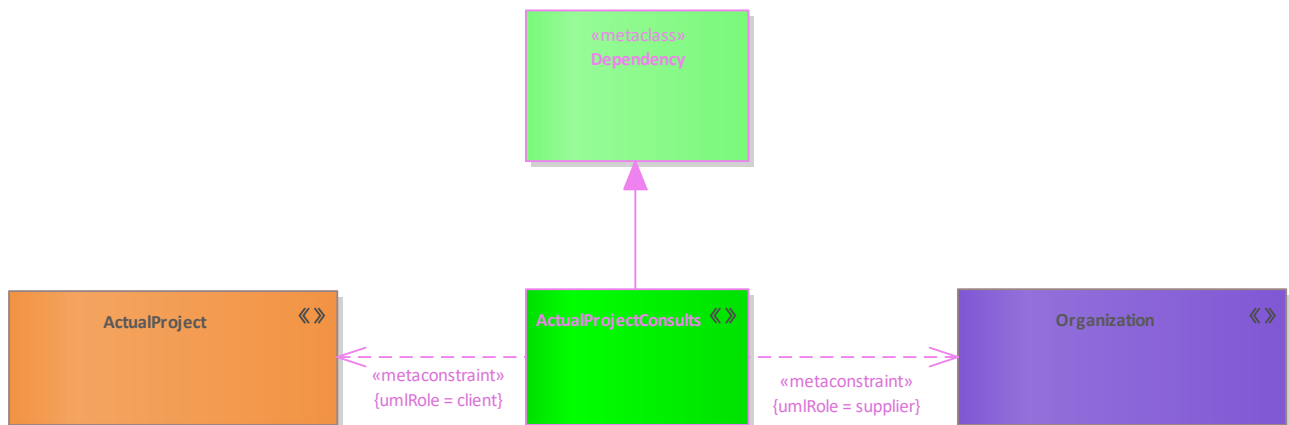 «metaclass»
Dependency
ActualProject «»
ActualProjectConsults «»
Organization «»
«metaconstraint»
{umlRole = client}
«metaconstraint»
{umlRole = supplier}